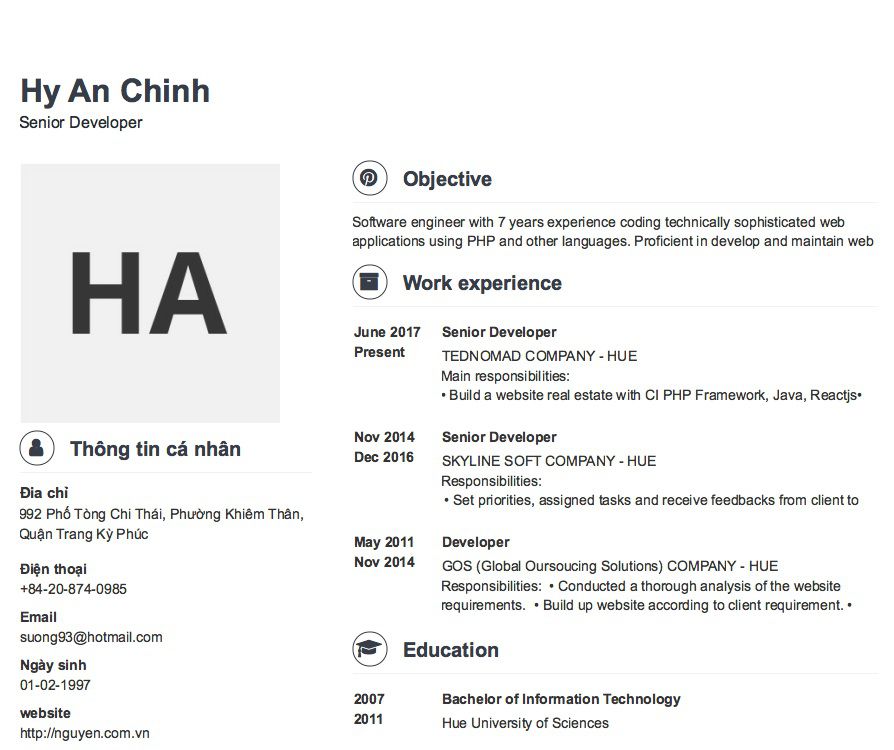 Hy An Chinh
Senior Developer
HA
Thông tin cá nhân
Đia chỉ
992 Phố Tòng Chi Thái, Phường Khiêm Thân,
Quận Trang Kỳ Phúc
Điện thoại
+84-20-874-0985
Email
suong93@hotmail.com
Ngày sinh
01-02-1997
website
http://nguyen.com.vn
Objective
Software engineer with 7 years experience coding technically sophisticated web
applications using PHP and other languages. Proficient in develop and maintain web
Work experience
June 2017
Present
Senior Developer
TEDNOMAD COMPANY - HUE
Main responsibilities:
• Build a website real estate with CI PHP Framework, Java, Reactjs•
Nov 2014
Dec 2016
Senior Developer
SKYLINE SOFT COMPANY - HUE
Responsibilities:
• Set priorities, assigned tasks and receive feedbacks from client to
May 2011
Nov 2014
Developer
GOS (Global Oursoucing Solutions) COMPANY - HUE
Responsibilities: • Conducted a thorough analysis of the website
requirements. • Build up website according to client requirement. •
Education
2007
2011
Bachelor of Information Technology
Hue University of Sciences